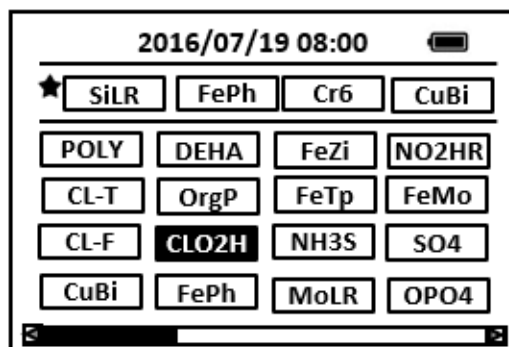 2016/07/19 08:00
SiLR FePh Cr6 CuBi
POLY DEHA FeZi NO2HR
CL-T OrgP FeTp FeMo
CL-F CLO2H NH3S SO4
CuBi FePh MoLR OPO4